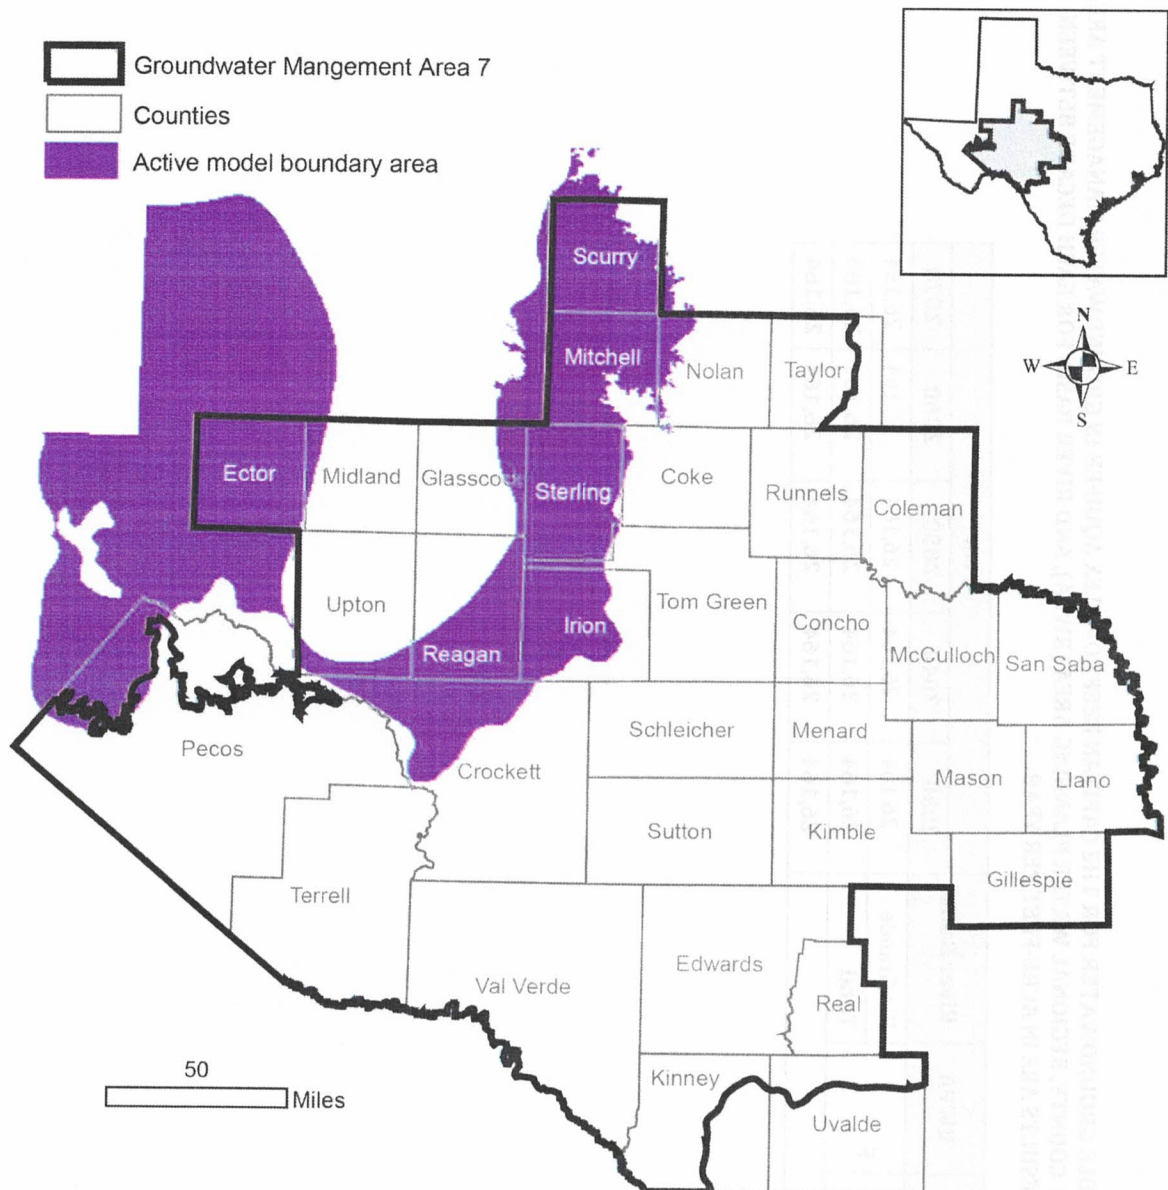 Groundwater Mangement Area 7
Counties
Active model boundary area
N
W E
S
Scurry
Mitchell
Nolan
Taylor
Ector
Midland
Glasscock
Sterling
Coke
Runnels
Coleman
Upton
Reagan
Irion
Tom Green
Concho
McCulloch
San Saba
Pecos
Crockett
Schleicher
Menard
Mason
Llano
Sutton
Kimble
Gillespie
Terrell
Val Verde
Edwards
Real
50
Miles
Kinney
Uvalde